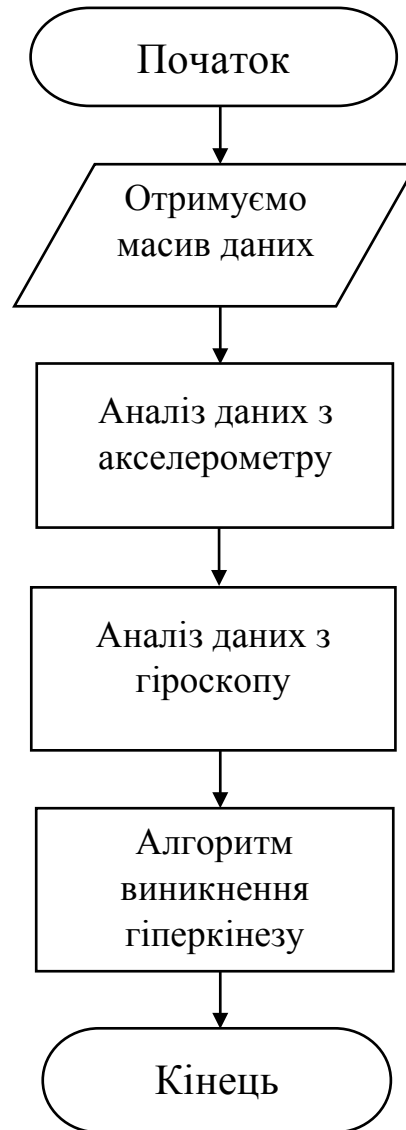 Початок
Отримуємо
масив даних
Аналіз даних з
акселерометру
Аналіз даних з
гіроскопу
Алгоритм
виникнення
гіперкінезу
Кінець